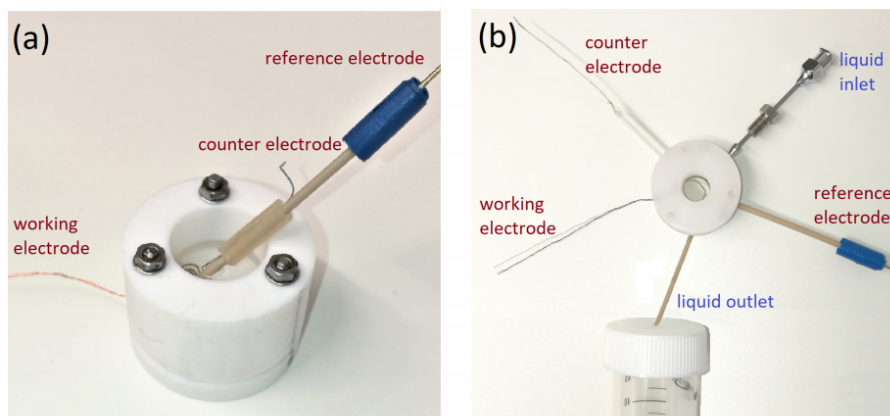 (a)
reference electrode
counter electrode
working
electrode
(b)
counter
electrode
liquid
inlet
working
electrode
reference
electrode
liquid outlet